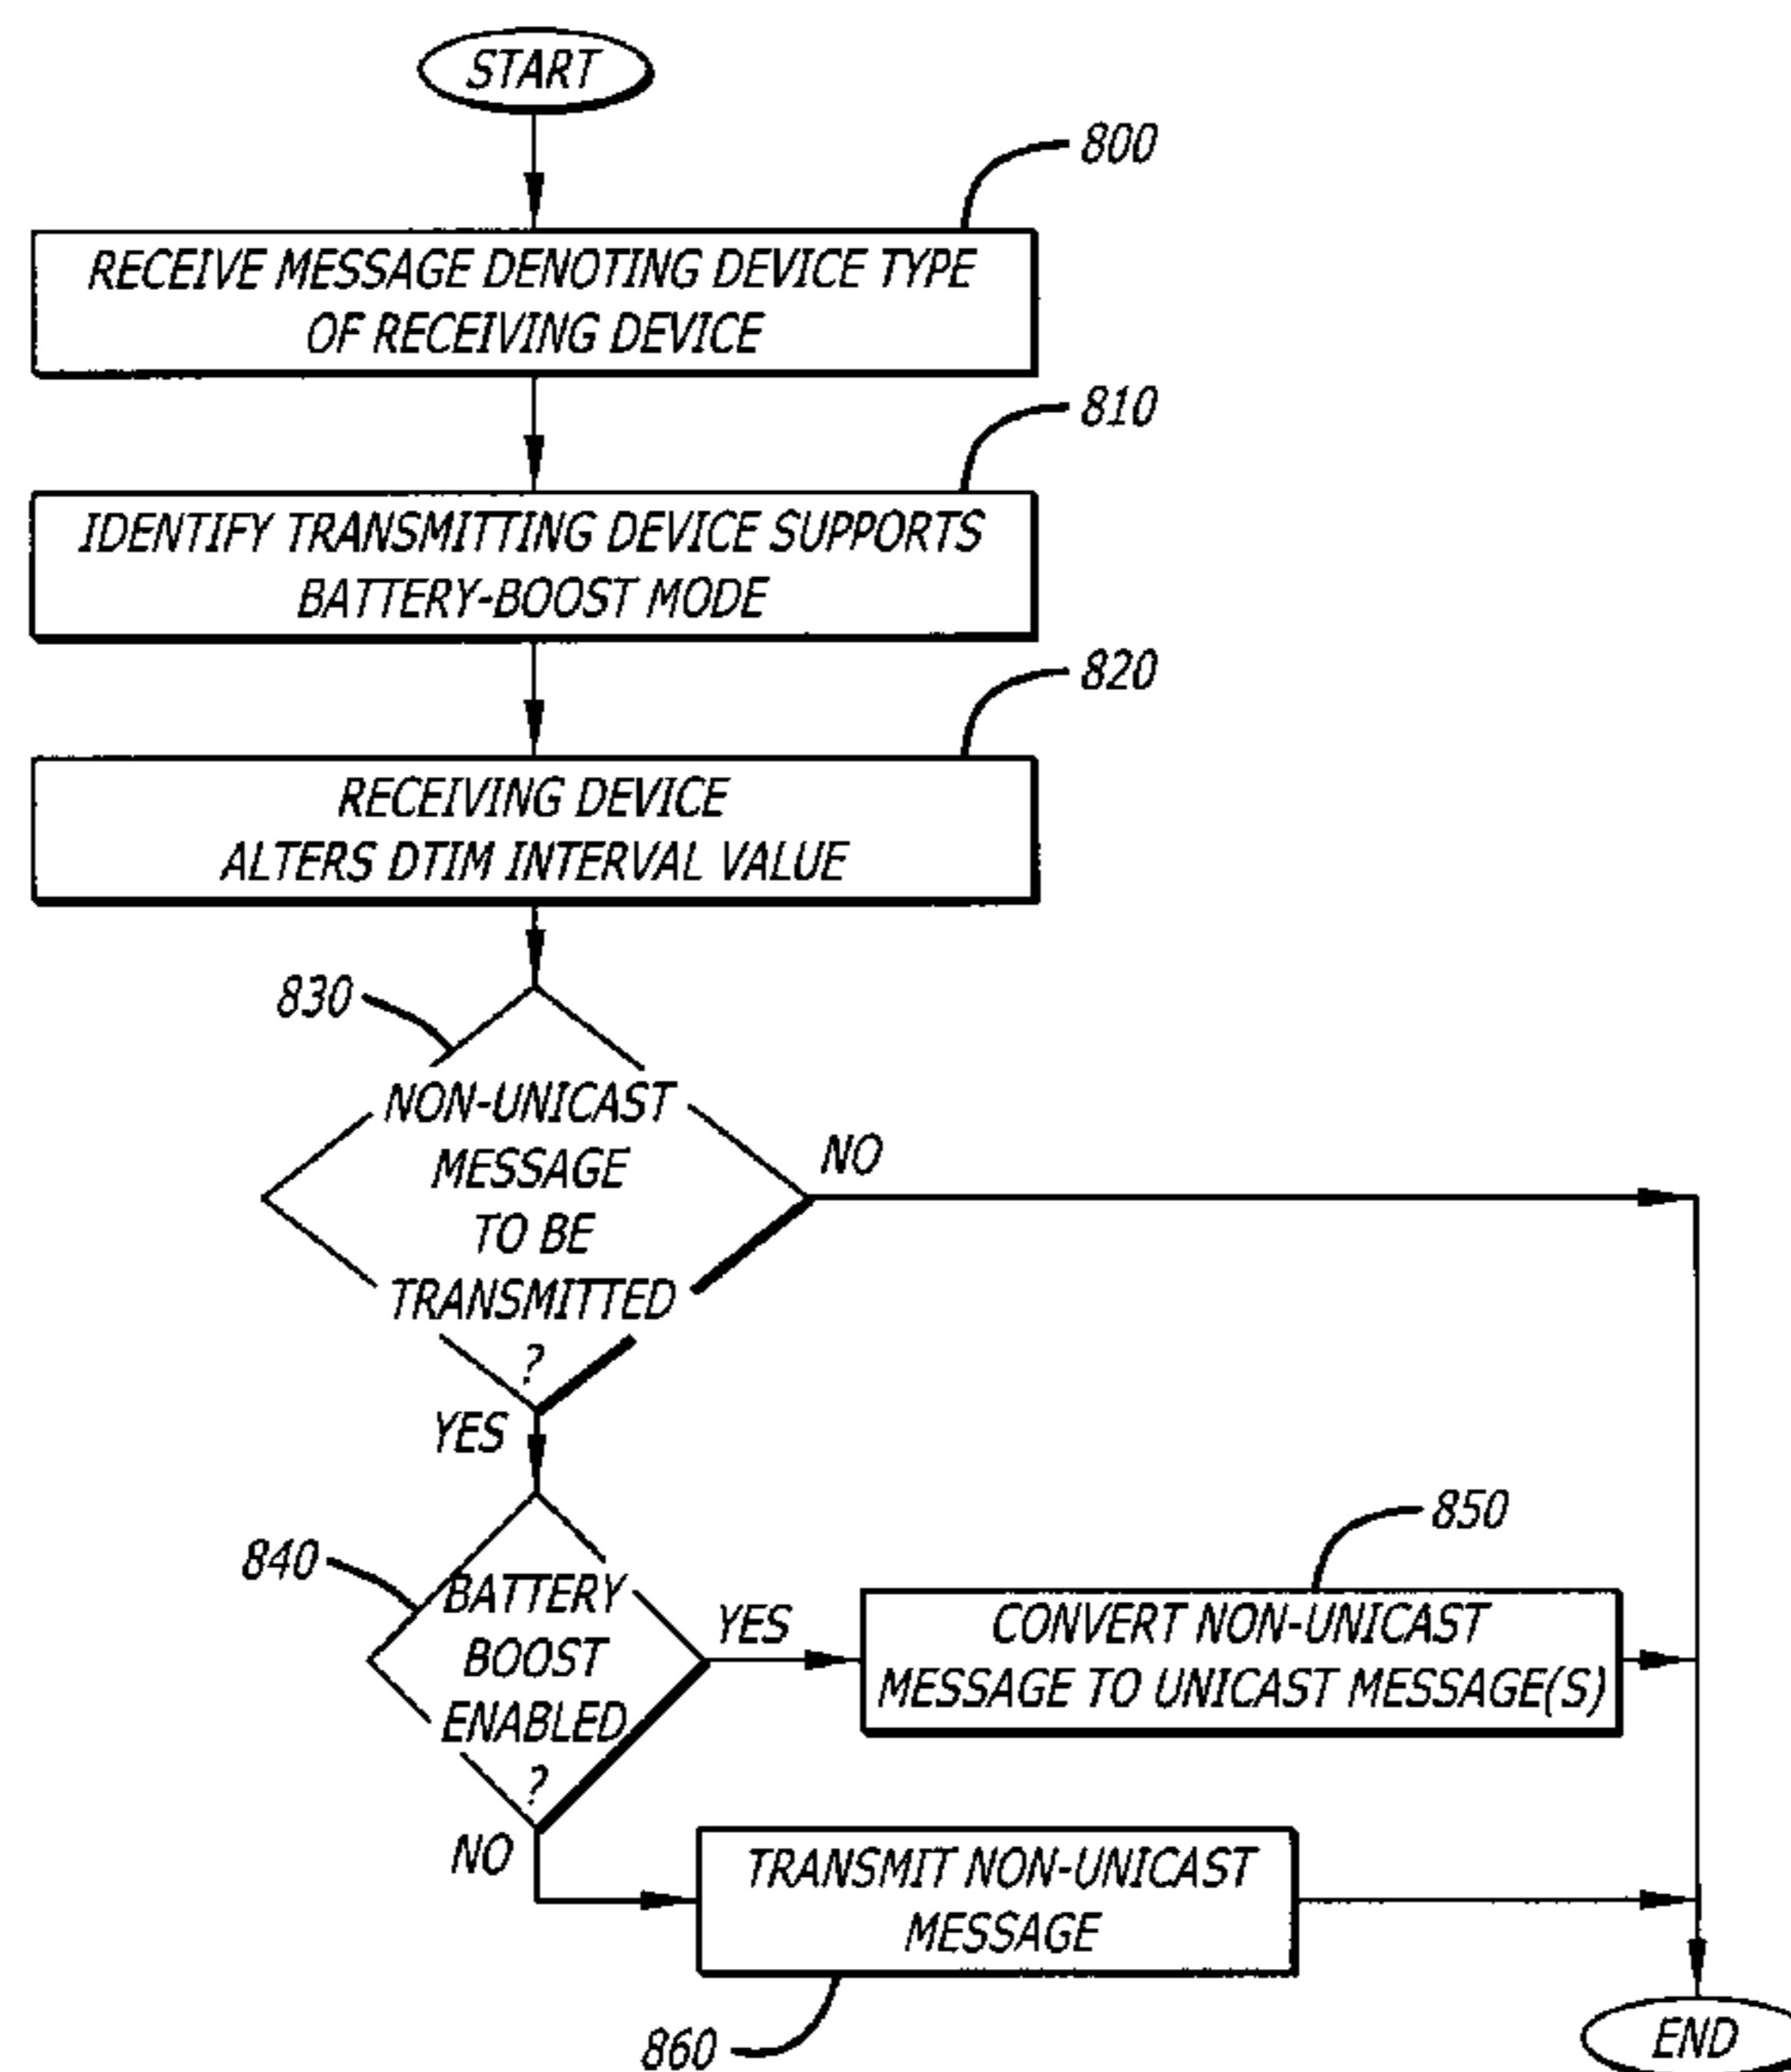 START
800
RECEIVE MESSAGE DENOTING DEVICE TYPE
OF RECEIVING DEVICE
810
IDENTIFY TRANSMITTING DEVICE SUPPORTS
BATTERY-BOOST MODE
820
RECEIVING DEVICE
ALTERS DTIM INTERVAL VALUE
830
NON-UNICAST
MESSAGE
TO BE
TRANSMITTED
?
NO
YES
840
BATTERY
BOOST
ENABLED
?
YES
850
CONVERT NON-UNICAST
MESSAGE TO UNICAST MESSAGE(S)
NO
TRANSMIT NON-UNICAST
MESSAGE
860
END